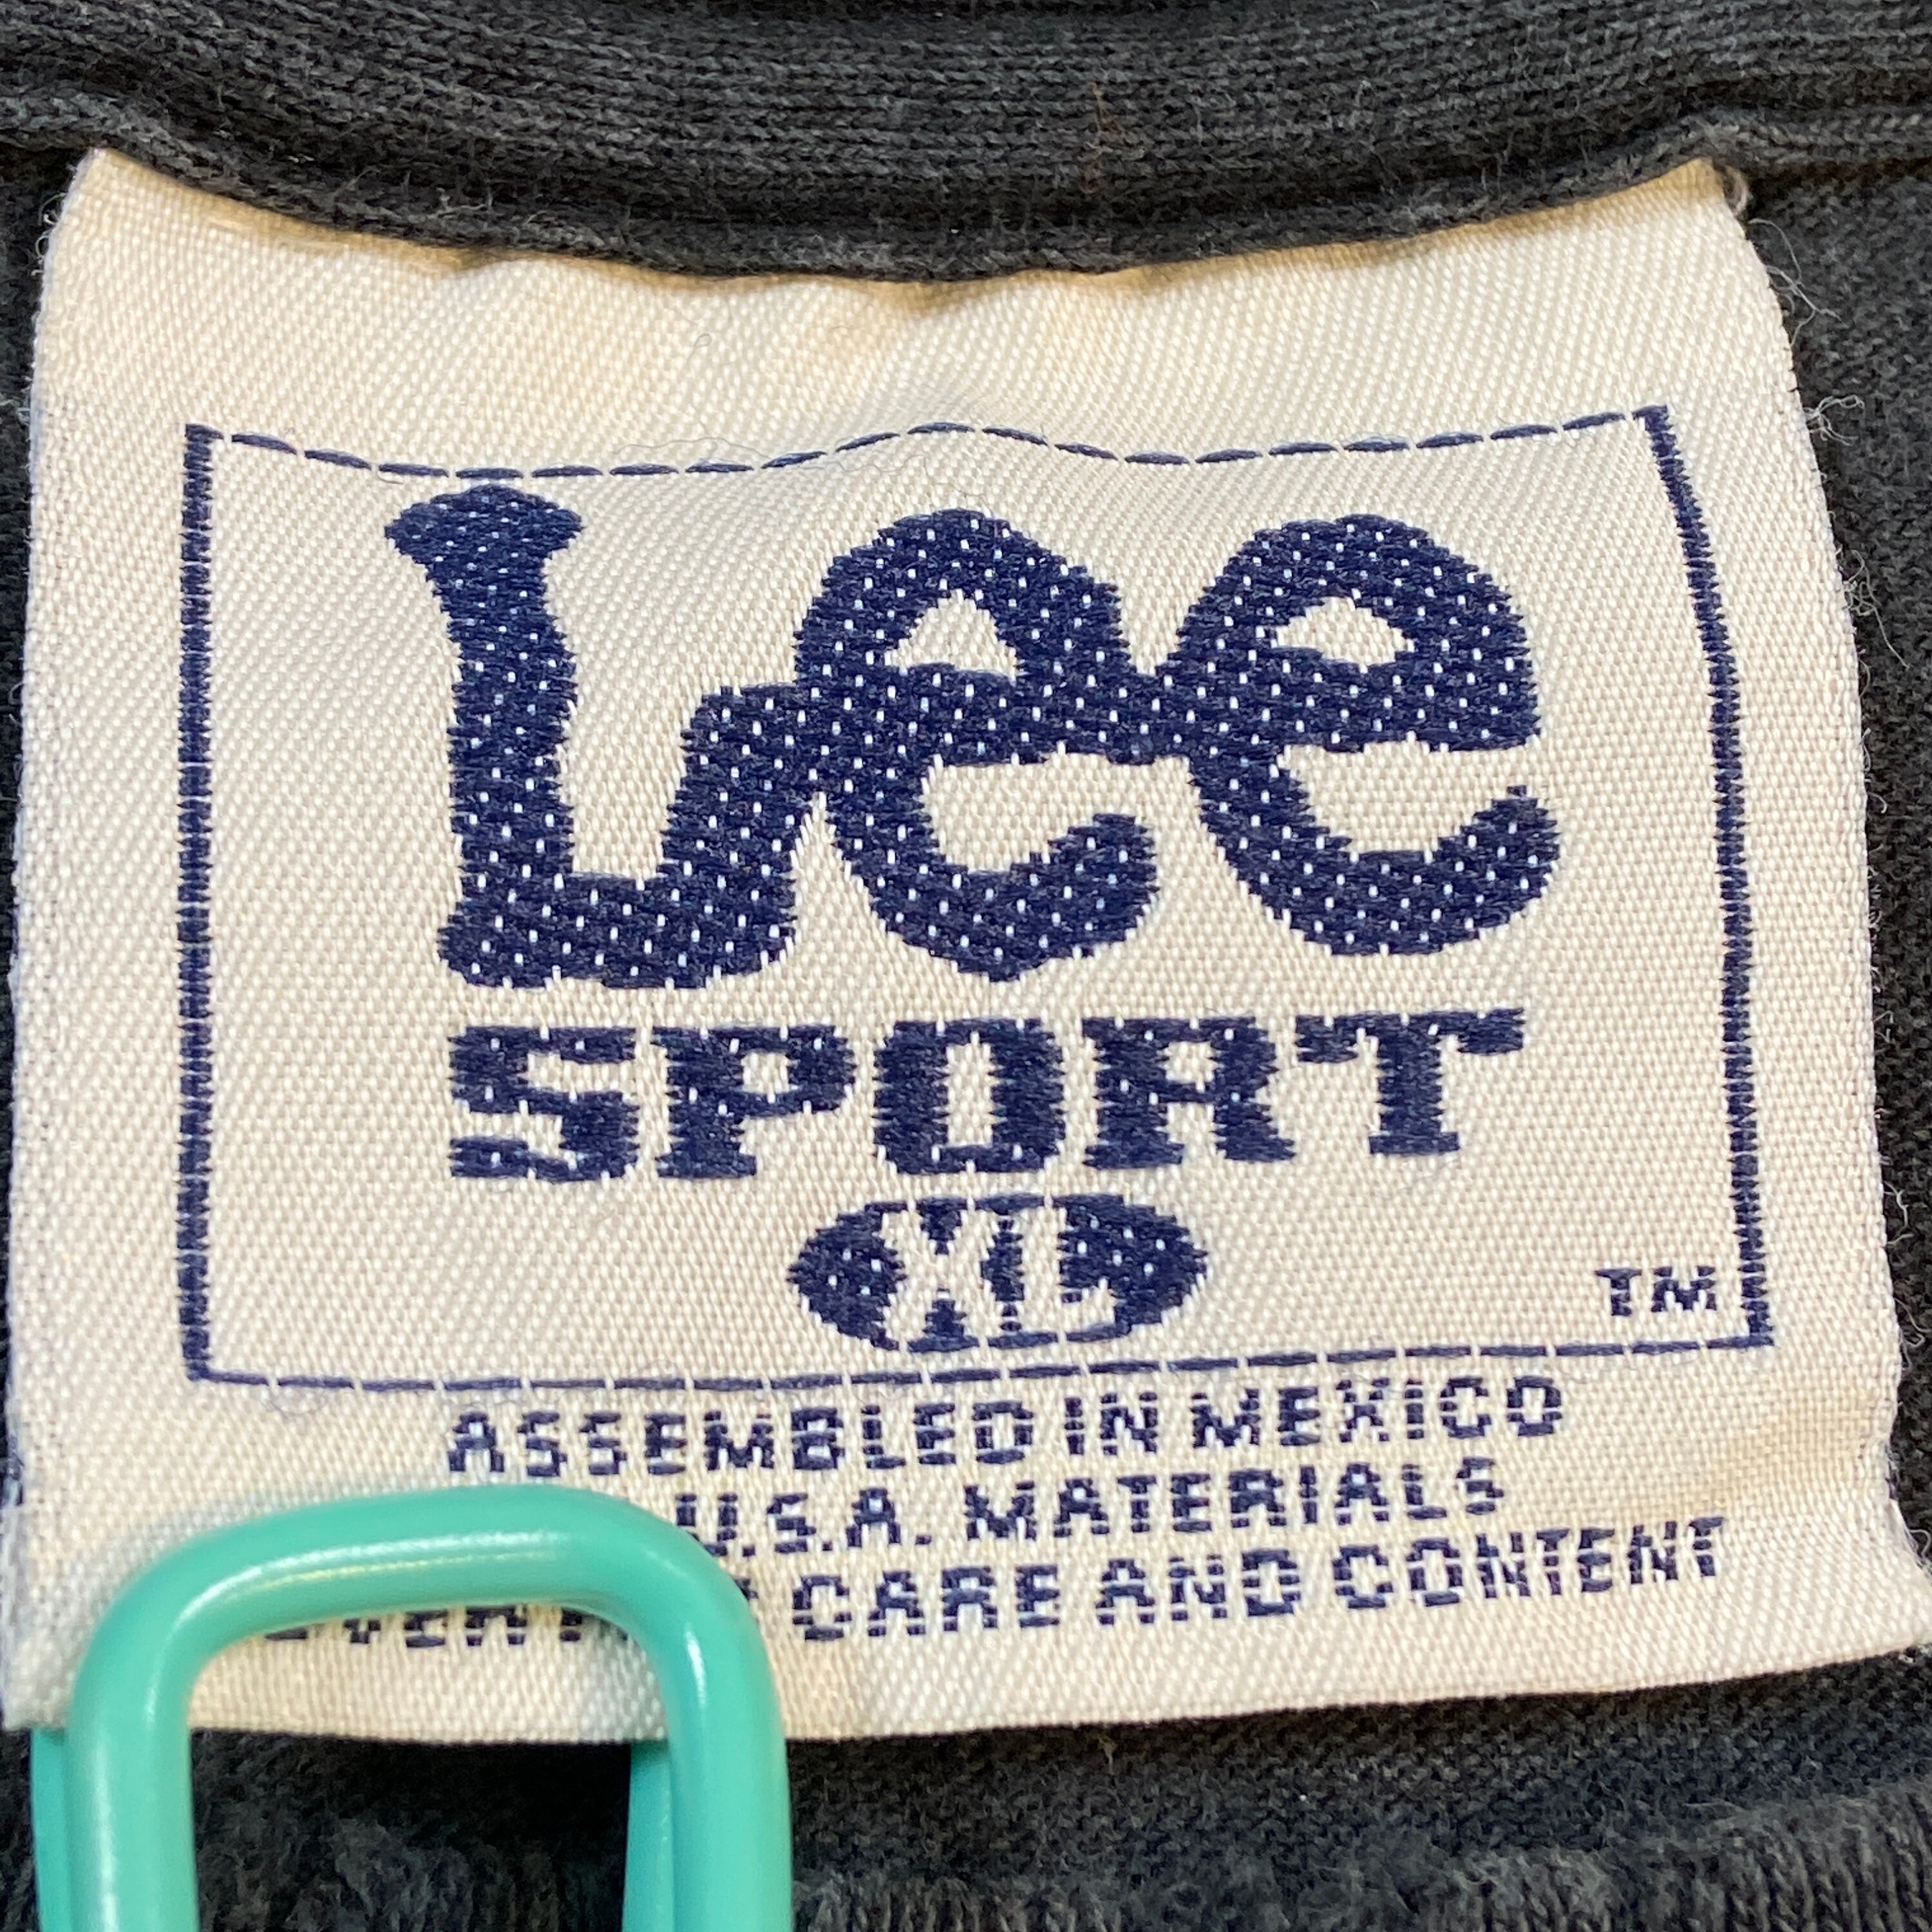 Lee
SPORT
XL
TM
ASSEMBLED IN MEXICO
U.S.A. MATERIALS
CARE AND CONTENT